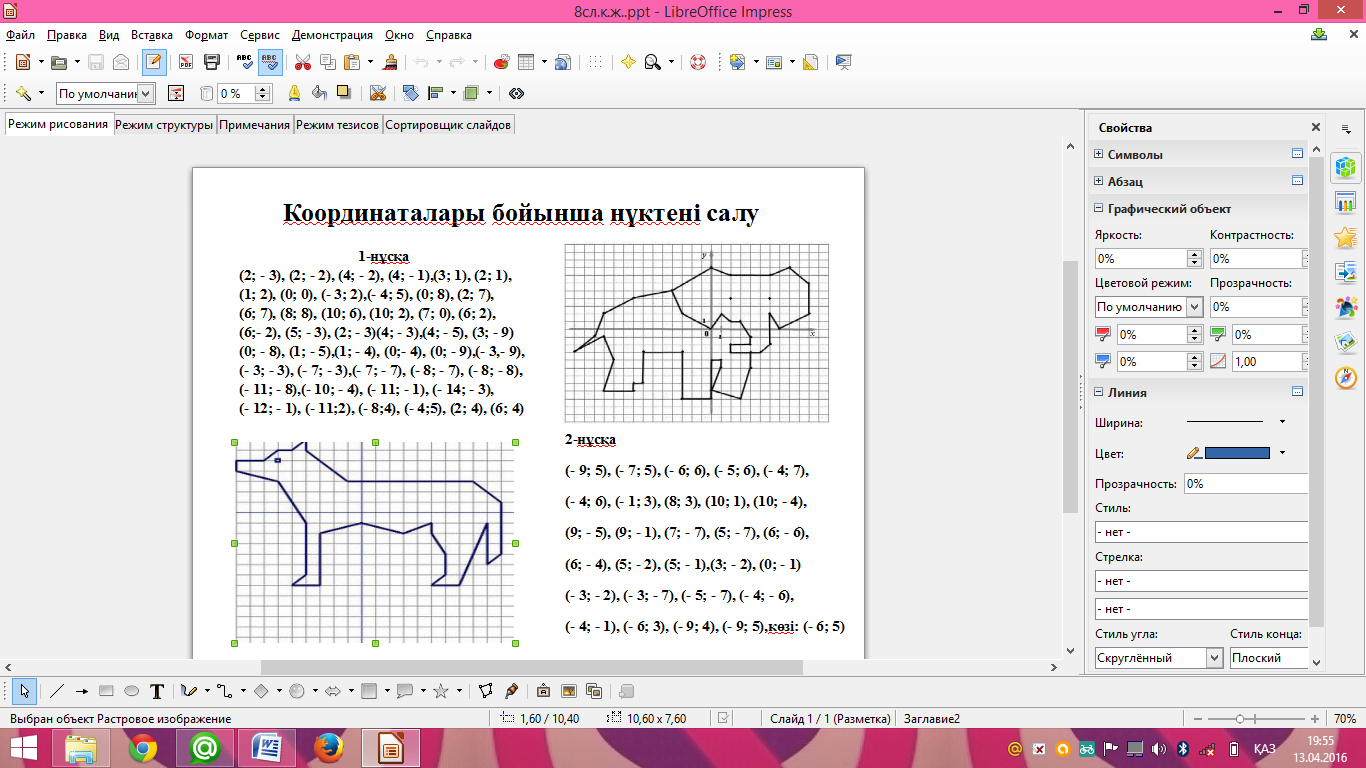 8сл.к.ж..ppt - LibreOffice Impress
Файл Правка Вид Вставка Формат Сервис Демонстрация Окно Справка
По умолчани 0 %
Режим рисования Режим структуры Примечания Режим тезисов Сортировщик слайдов
Координаталары бойынша нүктені салу
1-нұсқа
(2; - 3), (2; - 2), (4; - 2), (4; - 1),(3; 1), (2; 1),
(1; 2), (0; 0), (- 3; 2),(- 4; 5), (0; 8), (2; 7),
(6; 7), (8; 8), (10; 6), (10; 2), (7; 0), (6; 2),
(6;- 2), (5; - 3), (2; - 3)(4; - 3),(4; - 5), (3; - 9)
(0; - 8), (1; - 5),(1; - 4), (0;- 4), (0; - 9),(- 3,- 9),
(- 3; - 3), (- 7; - 3),(- 7; - 7), (- 8; - 7), (- 8; - 8),
(- 11; - 8),(- 10; - 4), (- 11; - 1), (- 14; - 3),
(- 12; - 1), (- 11;2), (- 8;4), (- 4;5), (2; 4), (6; 4)
y
1
0
1
x
2-нұсқа
(- 9; 5), (- 7; 5), (- 6; 6), (- 5; 6), (- 4; 7),
(- 4; 6), (- 1; 3), (8; 3), (10; 1), (10; - 4),
(9; - 5), (9; - 1), (7; - 7), (5; - 7), (6; - 6),
(6; - 4), (5; - 2), (5; - 1),(3; - 2), (0; - 1)
(- 3; - 2), (- 3; - 7), (- 5; - 7), (- 4; - 6),
(- 4; - 1), (- 6; 3), (- 9; 4), (- 9; 5),көзі: (- 6; 5)
Свойства
Символы
Абзац
Графический объект
Яркость: Контрастность:
0% 0%
Цветовой режим: Прозрачность:
По умолчанию 0%
0% 0%
0% 1,00
Линия
Ширина:
Цвет:
Прозрачность: 0%
Стиль:
- нет -
Стрелка:
- нет -
- нет -
Стиль угла: Стиль конца:
Скруглённый Плоский
Выбран объект Растровое изображение 1,60 / 10,40 10,60 x 7,60 Слайд 1 / 1 (Разметка) Заглавие2 70%
ҚАЗ
19:55
13.04.2016